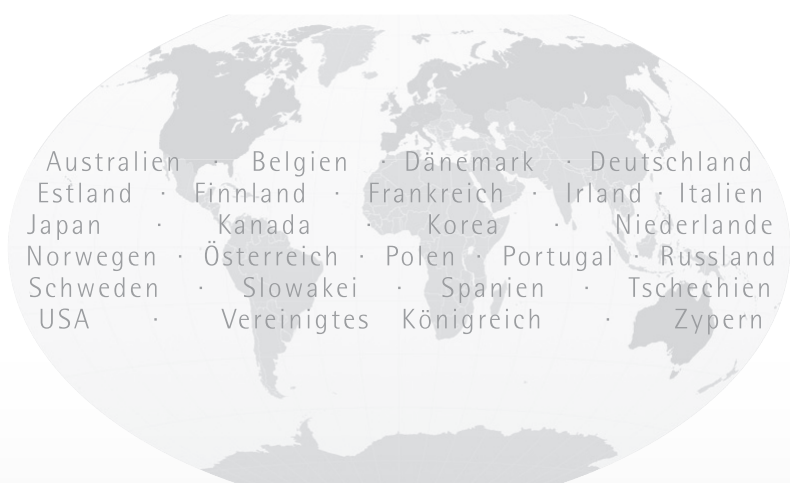 Australien · Belgien · Dänemark · Deutschland
Estland · Finnland · Frankreich · Irland · Italien
Japan · Kanada · Korea · Niederlande
Norwegen · Österreich · Polen · Portugal · Russland
Schweden · Slowakei · Spanien · Tschechien
USA · Vereinigtes Königreich · Zypern